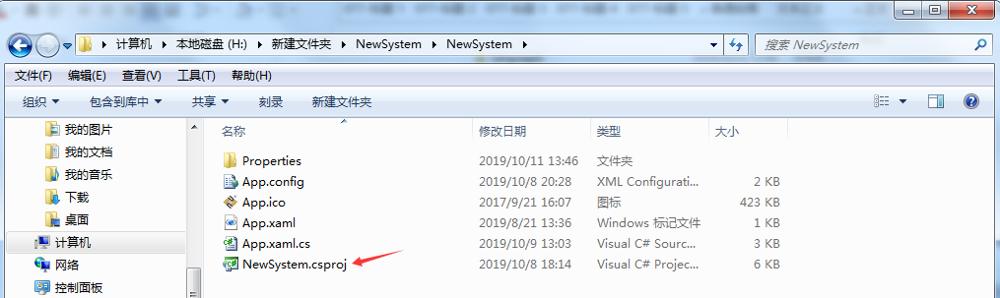 计算机 ▸ 本地磁盘 (H:) ▸ 新建文件夹 ▸ NewSystem ▸ NewSystem ▸
搜索 NewSystem
文件(F) 编辑(E) 查看(V) 工具(T) 帮助(H)
组织 包含到库中 共享 刻录 新建文件夹
我的图片
我的文档
我的音乐
下载
桌面
计算机
网络
控制面板
名称 修改日期 类型 大小
Properties 2019/10/11 13:46 文件夹
App.config 2019/10/8 20:28 XML Configurati... 2 KB
App.ico 2017/9/21 16:07 图标 423 KB
App.xaml 2019/8/21 13:36 Windows 标记文件 1 KB
App.xaml.cs 2019/10/9 13:03 Visual C# Sourc... 3 KB
NewSystem.csproj 2019/10/8 18:14 Visual C# Projec... 6 KB